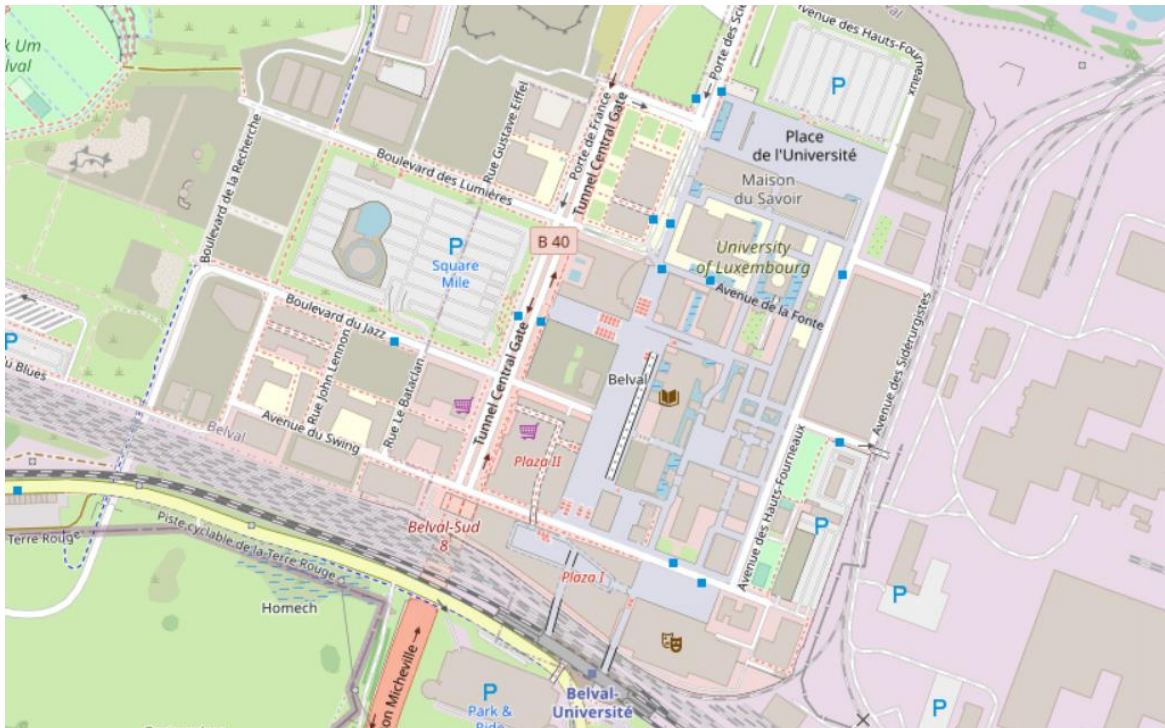 k Um
lval
Boulevard de la Recherche
Boulevard des Lumières
Rue Gustave Eiffel
Porte de France
Tunnel Central Gate
Porte des Scie
Avenue des Hauts-Fourneaux
val
P
Place
de l'Université
Maison
du Savoir
University
of Luxembourg
B 40
P
Square
Mile
Avenue de la Fonte
Boulevard du Jazz
Rue John Lennon
Rue Le Bataclan
Tunnel Central Gate
Belval
Avenue des Sidérurgistes
P
u Blues
Belval
Avenue du Swing
Plaza II
Avenue des Hauts-Fourneaux
Belval-Sud
8
Terre Rouge
Piste cyclable de la Terre Rouge
Plaza I
P
P
Homech
on Micheville
P
Park &
Ride
Belval-
Université
P